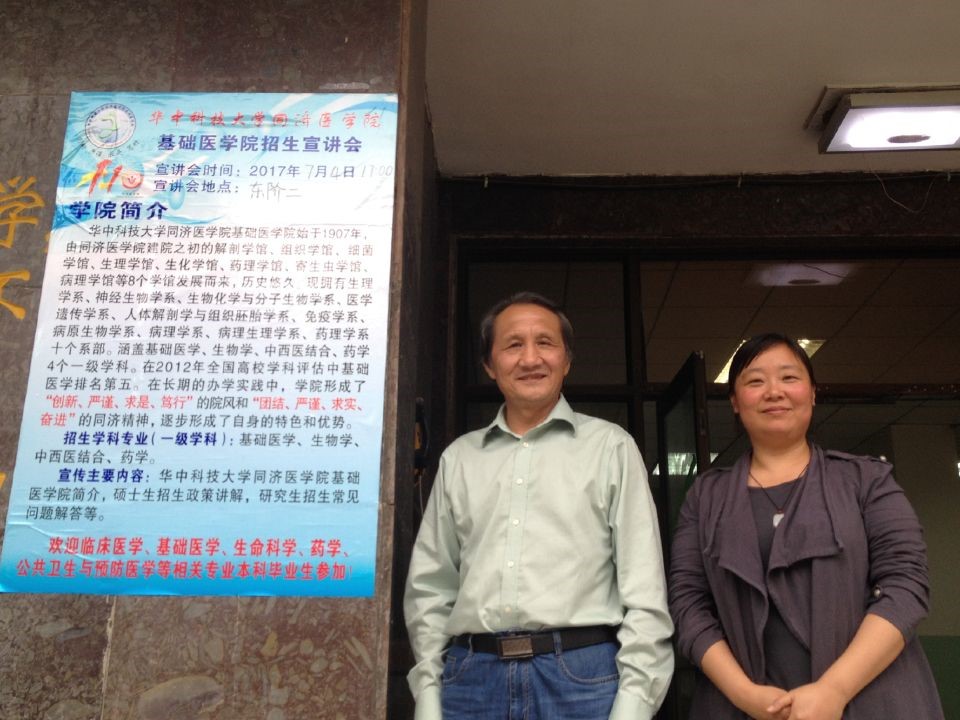 华中科技大学同济医学院
基础医学院招生宣讲会
110
宣讲会时间：2017年7月4日17:00
宣讲会地点：东阶二
学院简介
华中科技大学同济医学院基础医学院始于1907年，
由同济医学院建院之初的解剖学馆、组织学馆、细菌
学馆、生理学馆、生化学馆、药理学馆、寄生虫学馆、
病理学馆等8个学馆发展而来，历史悠久。现拥有生理
学系、神经生物学系、生物化学与分子生物学系、医学
遗传学系、人体解剖学与组织胚胎学系、免疫学系、
病原生物学系、病理学系、病理生理学系、药理学系
十个系部。涵盖基础医学、生物学、中西医结合、药学
4个一级学科。在2012年全国高校学科评估中基础
医学排名第五。在长期的办学实践中，学院形成了
“创新、严谨、求是、笃行”的院风和“团结、严谨、求实、
奋进”的同济精神，逐步形成了自身的特色和优势。
招生学科专业（一级学科）：基础医学、生物学、
中西医结合、药学。
宣传主要内容：华中科技大学同济医学院基础
医学院简介，硕士生招生政策讲解，研究生招生常见
问题解答等。
欢迎临床医学、基础医学、生命科学、药学、
公共卫生与预防医学等相关专业本科毕业生参加！
学